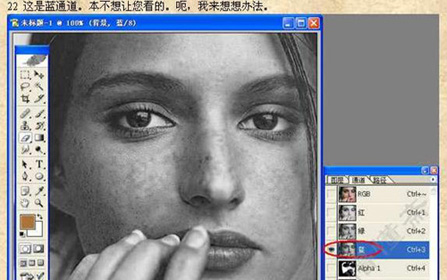 22 这是蓝通道。本不想让您看的。呃，我来想想办法。
未标题-1 @ 100% (背景, 蓝/8)
图层 通道 路径
RGB Ctrl+~
红 Ctrl+1
绿 Ctrl+2
蓝 Ctrl+3
Alpha 1 Ctrl+4